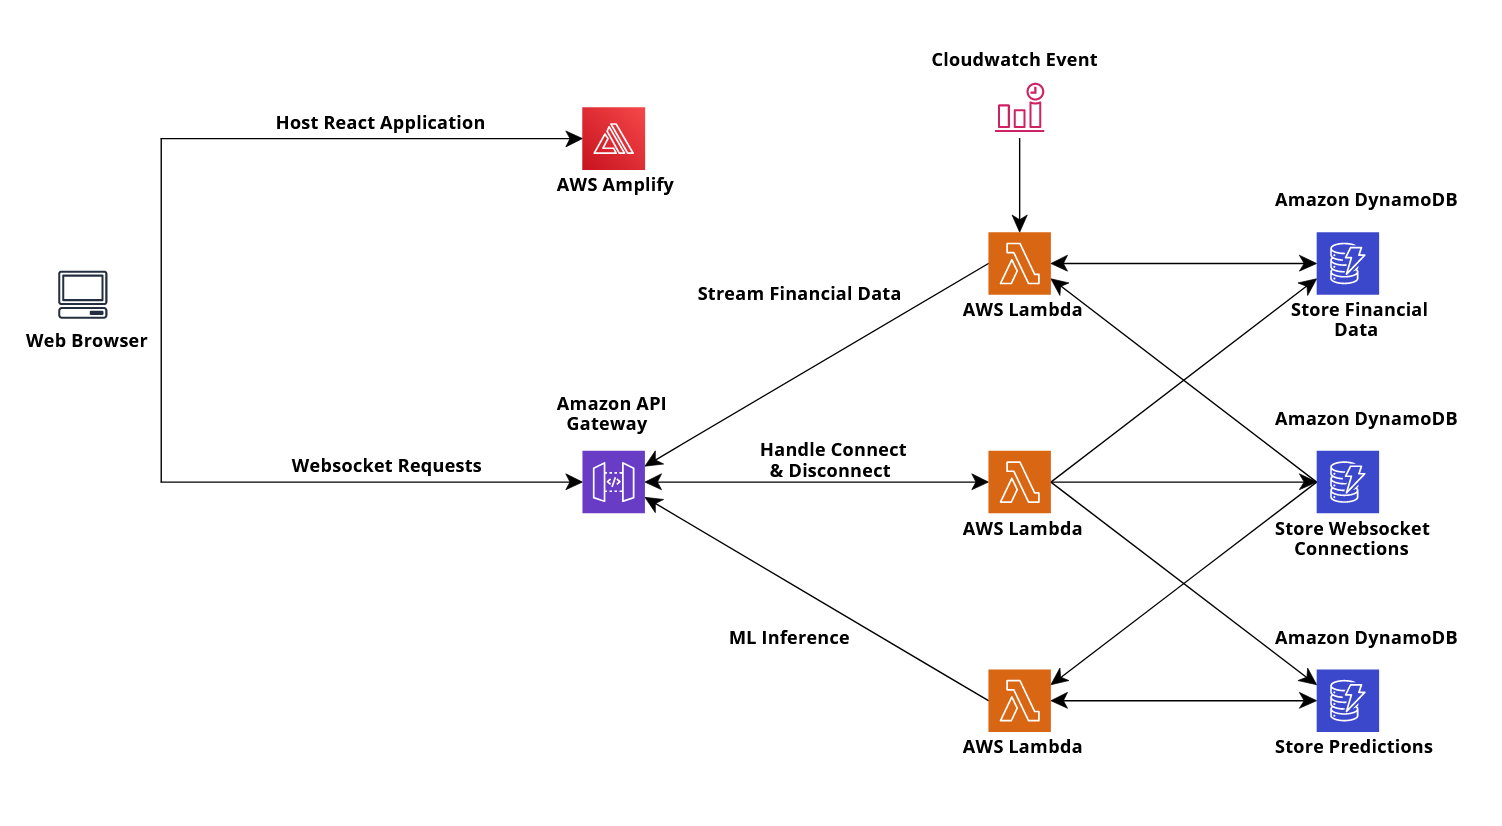 Cloudwatch Event
Host React Application
AWS Amplify
Amazon DynamoDB
Stream Financial Data
AWS Lambda
Store Financial
Data
Web Browser
Amazon API
Gateway
Amazon DynamoDB
Websocket Requests
Handle Connect
& Disconnect
AWS Lambda
Store Websocket
Connections
ML Inference
Amazon DynamoDB
AWS Lambda
Store Predictions